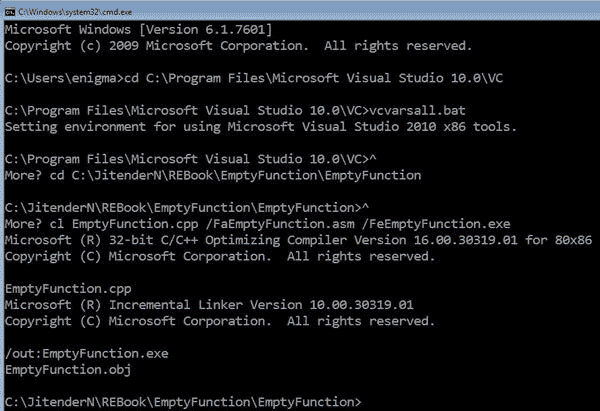 C:\Windows\system32\cmd.exe
Microsoft Windows [Version 6.1.7601]
Copyright (c) 2009 Microsoft Corporation.  All rights reserved.
C:\Users\enigma>cd C:\Program Files\Microsoft Visual Studio 10.0\VC
C:\Program Files\Microsoft Visual Studio 10.0\VC>vcvarsall.bat
Setting environment for using Microsoft Visual Studio 2010 x86 tools.
C:\Program Files\Microsoft Visual Studio 10.0\VC>^
More? cd C:\JitenderN\REBook\EmptyFunction\EmptyFunction
C:\JitenderN\REBook\EmptyFunction\EmptyFunction>^
More? cl EmptyFunction.cpp /FaEmptyFunction.asm /FeEmptyFunction.exe
Microsoft (R) 32-bit C/C++ Optimizing Compiler Version 16.00.30319.01 for 80x86
Copyright (C) Microsoft Corporation.  All rights reserved.
EmptyFunction.cpp
Microsoft (R) Incremental Linker Version 10.00.30319.01
Copyright (C) Microsoft Corporation.  All rights reserved.
/out:EmptyFunction.exe
EmptyFunction.obj
C:\JitenderN\REBook\EmptyFunction\EmptyFunction>